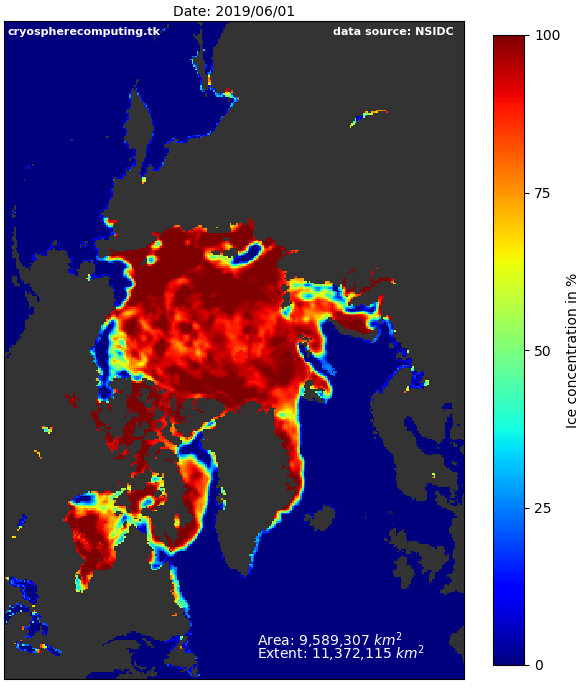 Date: 2019/06/01
cryospherecomputing.tk
data source: NSIDC
100
75
50
25
0
Ice concentration in %
Area: 9,589,307 km²
Extent: 11,372,115 km²